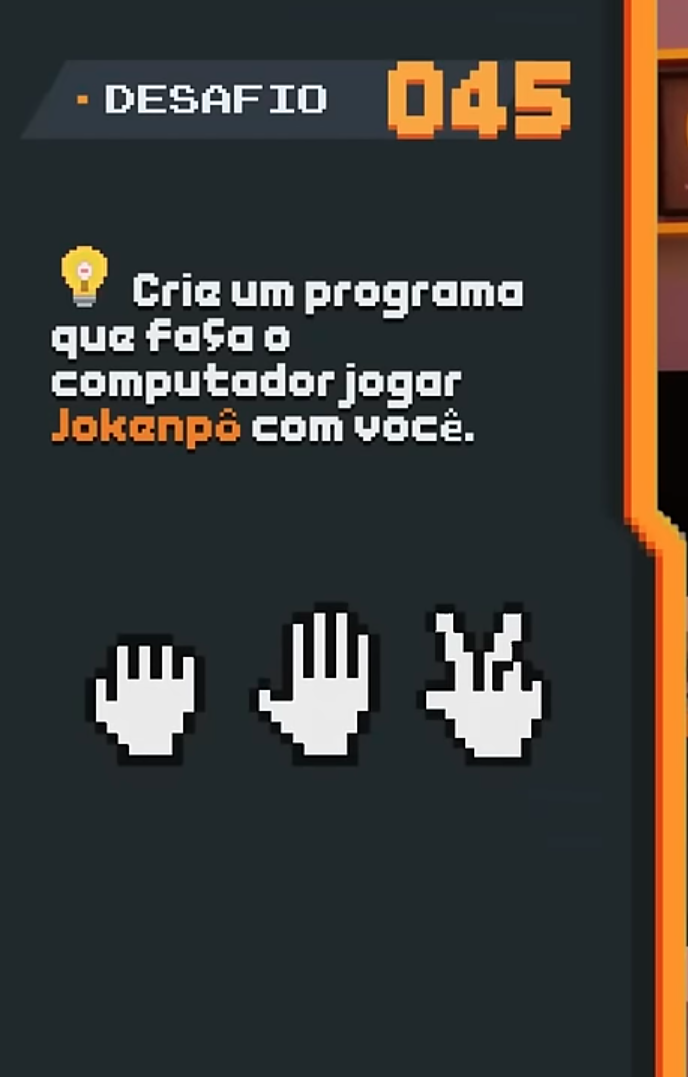 DESAFIO 045
Crie um programa
que faça o
computador jogar
Jokenpô com você.